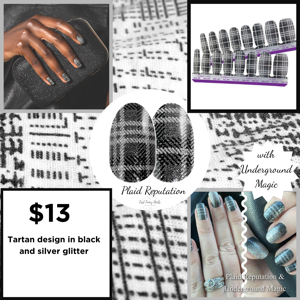 Plaid Reputation
with
Underground
Magic
$13
Tartan design in black
and silver glitter
Plaid Reputation &
Underground Magic